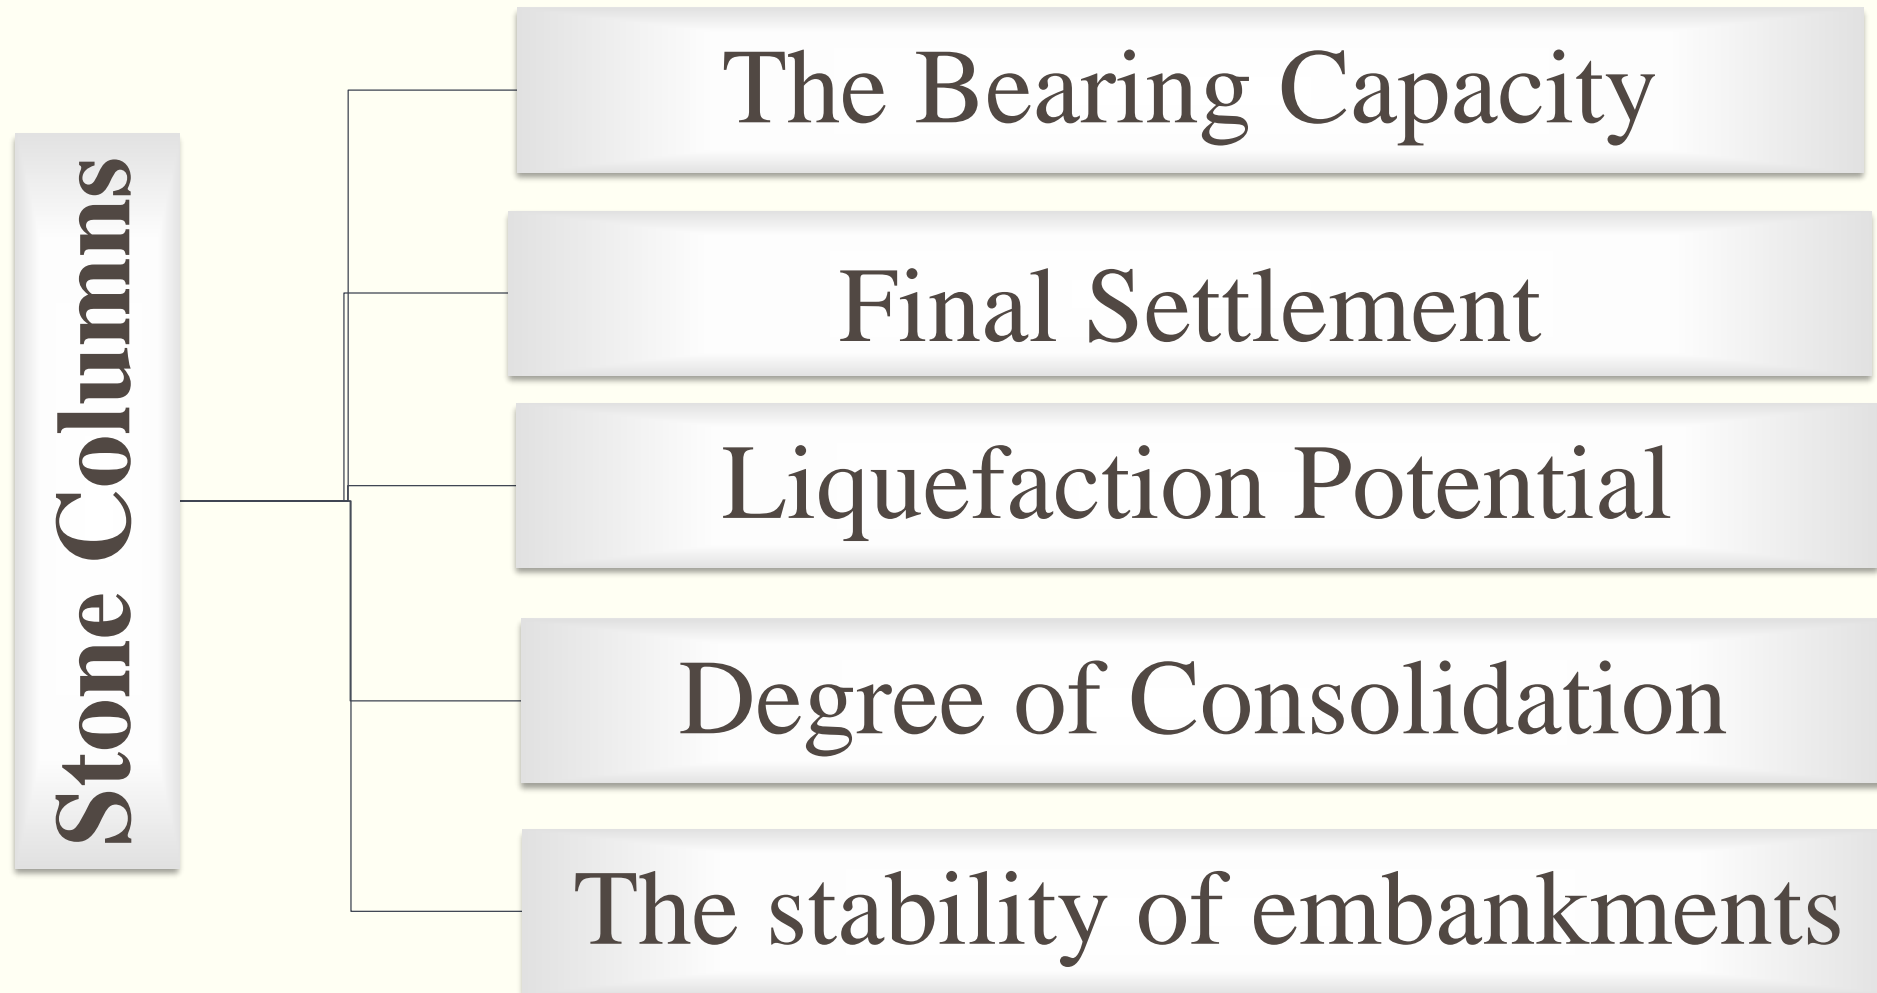 Stone Columns
The Bearing Capacity
Final Settlement
Liquefaction Potential
Degree of Consolidation
The stability of embankments